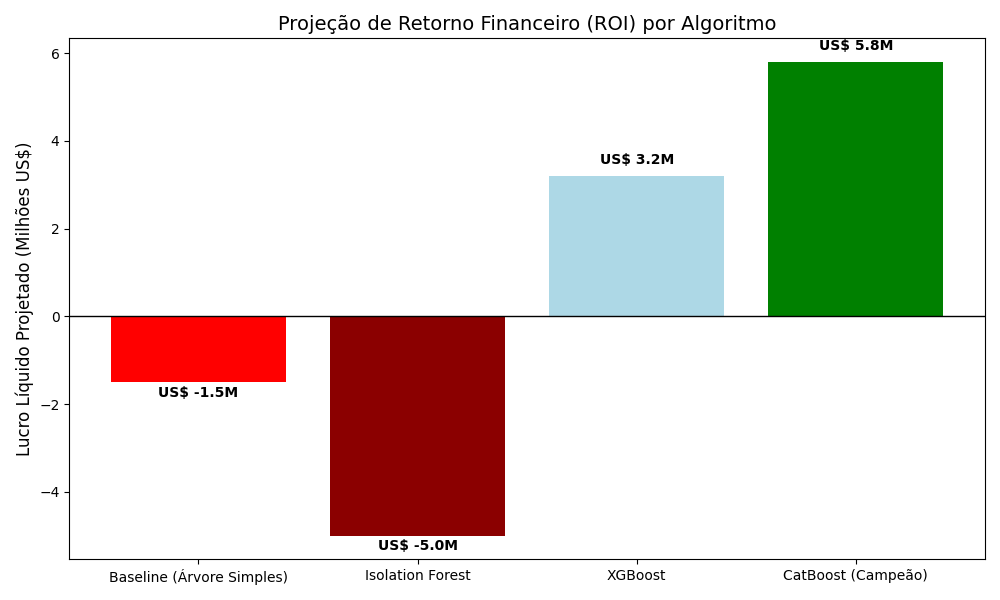 Projeção de Retorno Financeiro (ROI) por Algoritmo
Lucro Líquido Projetado (Milhões US$)
6
4
2
0
−2
−4
US$ -1.5M
US$ -5.0M
US$ 3.2M
US$ 5.8M
Baseline (Árvore Simples)
Isolation Forest
XGBoost
CatBoost (Campeão)